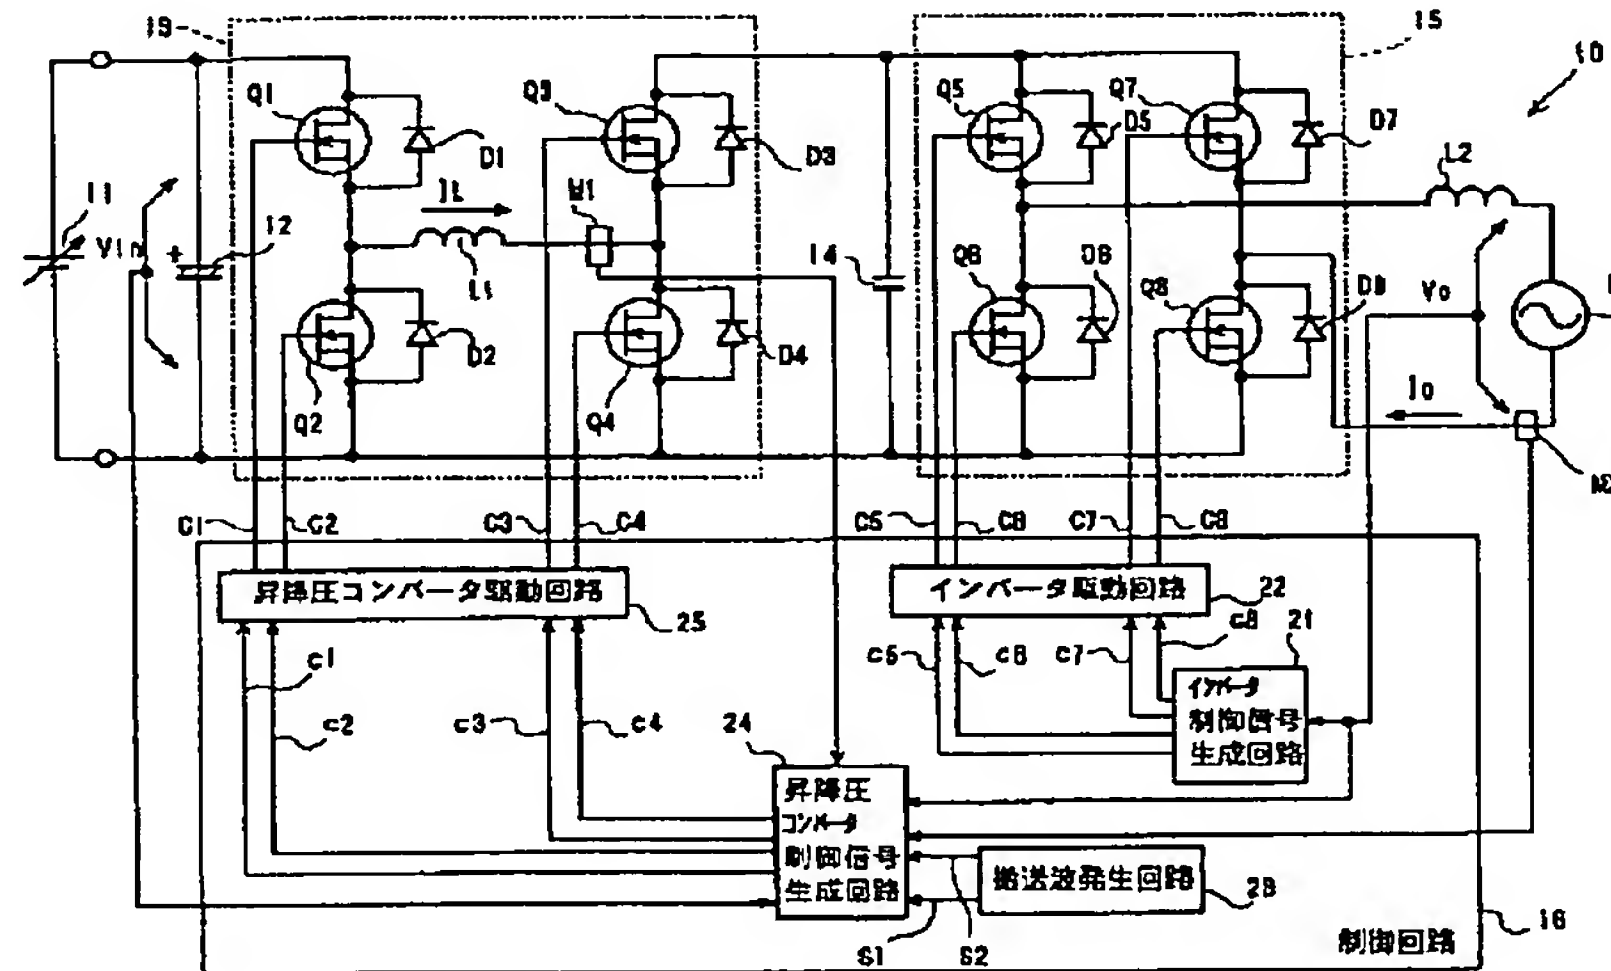 15
10
Q1
D1
Q3
D3
Q5
D5
Q7
D7
L2
11
Vin
+
12
IL
M1
L1
14
Q6
D6
Q8
Vo
Q2
D2
Q4
D4
Io
C1
C2
C3
C4
C5
C6
C7
C8
昇降圧コンバータ駆動回路
25
インバータ駆動回路
22
c1
c2
c3
c4
c5
c6
c7
c8
21
インバータ
制御信号
生成回路
24
昇降圧
コンバータ
制御信号
生成回路
搬送波発生回路
23
S1
S2
16
制御回路